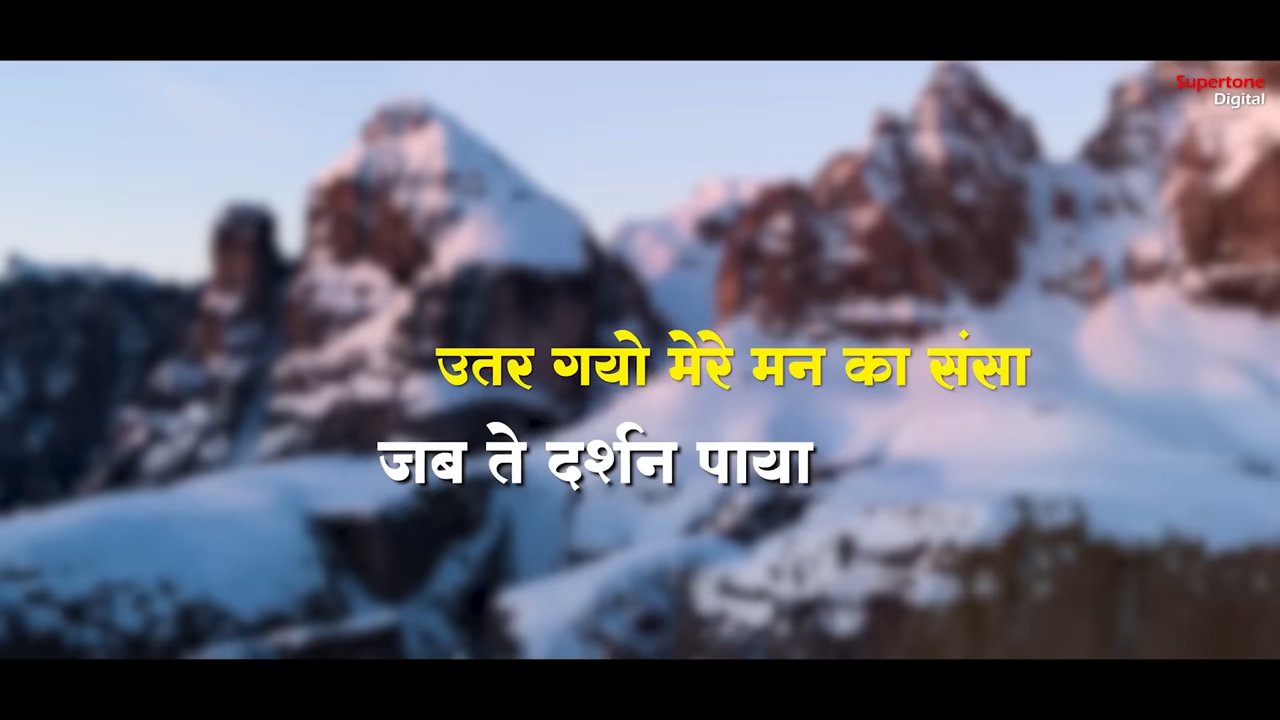 Supertone
Digital
उतर गयो मेरे मन का संसा
जब ते दर्शन पाया